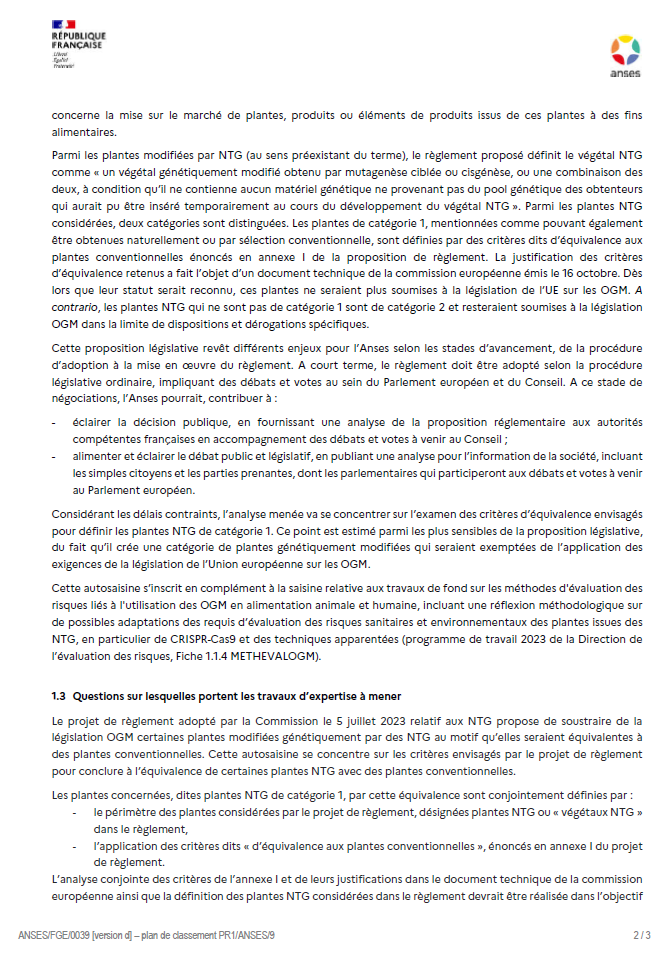 RÉPUBLIQUE
FRANÇAISE
Liberté
Égalité
Fraternité
anses
concerne la mise sur le marché de plantes, produits ou éléments de produits issus de ces plantes à des fins
alimentaires.
Parmi les plantes modifiées par NTG (au sens préexistant du terme), le règlement proposé définit le végétal NTG
comme « un végétal génétiquement modifié obtenu par mutagenèse ciblée ou cisgénèse, ou une combinaison des
deux, à condition qu'il ne contienne aucun matériel génétique ne provenant pas du pool génétique des obtenteurs
qui aurait pu être inséré temporairement au cours du développement du végétal NTG ». Parmi les plantes NTG
considérées, deux catégories sont distinguées. Les plantes de catégorie 1, mentionnées comme pouvant également
être obtenues naturellement ou par sélection conventionnelle, sont définies par des critères dits d'équivalence aux
plantes conventionnelles énoncés en annexe I de la proposition de règlement. La justification des critères
d'équivalence retenus a fait l'objet d'un document technique de la commission européenne émis le 16 octobre. Dès
lors que leur statut serait reconnu, ces plantes ne seraient plus soumises à la législation de l'UE sur les OGM. A
contrario, les plantes NTG qui ne sont pas de catégorie 1 sont de catégorie 2 et resteraient soumises à la législation
OGM dans la limite de dispositions et dérogations spécifiques.
Cette proposition législative revêt différents enjeux pour l'Anses selon les stades d'avancement, de la procédure
d'adoption à la mise en œuvre du règlement. A court terme, le règlement doit être adopté selon la procédure
législative ordinaire, impliquant des débats et votes au sein du Parlement européen et du Conseil. A ce stade de
négociations, l'Anses pourrait, contribuer à :
- éclairer la décision publique, en fournissant une analyse de la proposition réglementaire aux autorités
compétentes françaises en accompagnement des débats et votes à venir au Conseil ;
- alimenter et éclairer le débat public et législatif, en publiant une analyse pour l'information de la société, incluant
les simples citoyens et les parties prenantes, dont les parlementaires qui participeront aux débats et votes à venir
au Parlement européen.
Considérant les délais contraints, l'analyse menée va se concentrer sur l'examen des critères d'équivalence envisagés
pour définir les plantes NTG de catégorie 1. Ce point est estimé parmi les plus sensibles de la proposition législative,
du fait qu'il crée une catégorie de plantes génétiquement modifiées qui seraient exemptées de l'application des
exigences de la législation de l'Union européenne sur les OGM.
Cette autosaisine s'inscrit en complément à la saisine relative aux travaux de fond sur les méthodes d'évaluation des
risques liés à l'utilisation des OGM en alimentation animale et humaine, incluant une réflexion méthodologique sur
de possibles adaptations des requis d'évaluation des risques sanitaires et environnementaux des plantes issues des
NTG, en particulier de CRISPR-Cas9 et des techniques apparentées (programme de travail 2023 de la Direction de
l'évaluation des risques, Fiche 1.1.4 METHEVALOGM).
1.3 Questions sur lesquelles portent les travaux d'expertise à mener
Le projet de règlement adopté par la Commission le 5 juillet 2023 relatif aux NTG propose de soustraire de la
législation OGM certaines plantes modifiées génétiquement par des NTG au motif qu'elles seraient équivalentes à
des plantes conventionnelles. Cette autosaisine se concentre sur les critères envisagés par le projet de règlement
pour conclure à l'équivalence de certaines plantes NTG avec des plantes conventionnelles.
Les plantes concernées, dites plantes NTG de catégorie 1, par cette équivalence sont conjointement définies par :
- le périmètre des plantes considérées par le projet de règlement, désignées plantes NTG ou « végétaux NTG »
dans le règlement,
- l'application des critères dits « d'équivalence aux plantes conventionnelles », énoncés en annexe I du projet
de règlement.
L'analyse conjointe des critères de l'annexe I et de leurs justifications dans le document technique de la commission
européenne ainsi que la définition des plantes NTG considérées dans le règlement devrait être réalisée dans l'objectif
ANSES/FGE/0039 [version d] – plan de classement PR1/ANSES/9
2 / 3